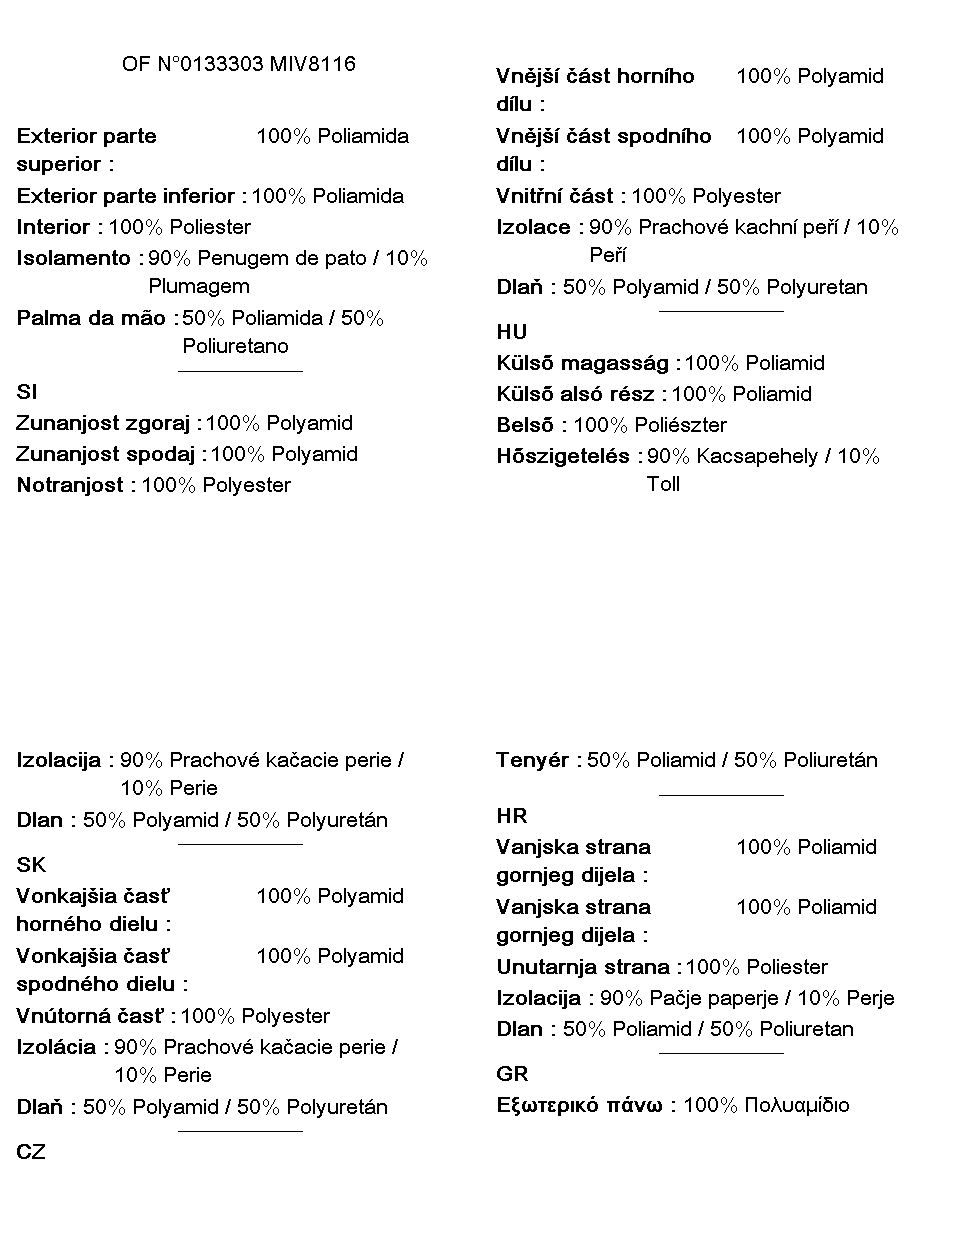 OF N°0133303 MIV8116
Exterior parte 100% Poliamida
superior :
Exterior parte inferior : 100% Poliamida
Interior : 100% Poliester
Isolamento : 90% Penugem de pato / 10%
Plumagem
Palma da mão : 50% Poliamida / 50%
Poliuretano
SI
Zunanjost zgoraj : 100% Polyamid
Zunanjost spodaj : 100% Polyamid
Notranjost : 100% Polyester
Izolacija : 90% Prachové kačacie perie /
10% Perie
Dlan : 50% Polyamid / 50% Polyuretán
SK
Vonkajšia časť 100% Polyamid
horného dielu :
Vonkajšia časť 100% Polyamid
spodného dielu :
Vnútorná časť : 100% Polyester
Izolácia : 90% Prachové kačacie perie /
10% Perie
Dlaň : 50% Polyamid / 50% Polyuretán
CZ
Vnější část horního 100% Polyamid
dílu :
Vnější část spodního 100% Polyamid
dílu :
Vnitřní část : 100% Polyester
Izolace : 90% Prachové kachní peří / 10%
Peří
Dlaň : 50% Polyamid / 50% Polyuretan
HU
Külső magasság : 100% Poliamid
Külső alsó rész : 100% Poliamid
Belső : 100% Poliészter
Hőszigetelés : 90% Kacsapehely / 10%
Toll
Tenyér : 50% Poliamid / 50% Poliuretán
HR
Vanjska strana 100% Poliamid
gornjeg dijela :
Vanjska strana 100% Poliamid
gornjeg dijela :
Unutarnja strana : 100% Poliester
Izolacija : 90% Pačje paperje / 10% Perje
Dlan : 50% Poliamid / 50% Poliuretan
GR
Εξωτερικό πάνω : 100% Πολυαμίδιο